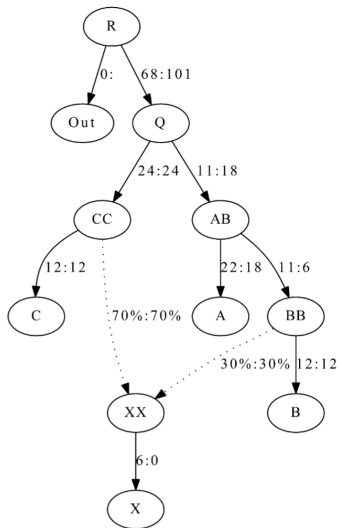 R
0:
68:101
Out
Q
24:24
11:18
CC
AB
12:12
22:18
11:6
C
70%:70%
A
BB
30%:30%
12:12
XX
B
6:0
X